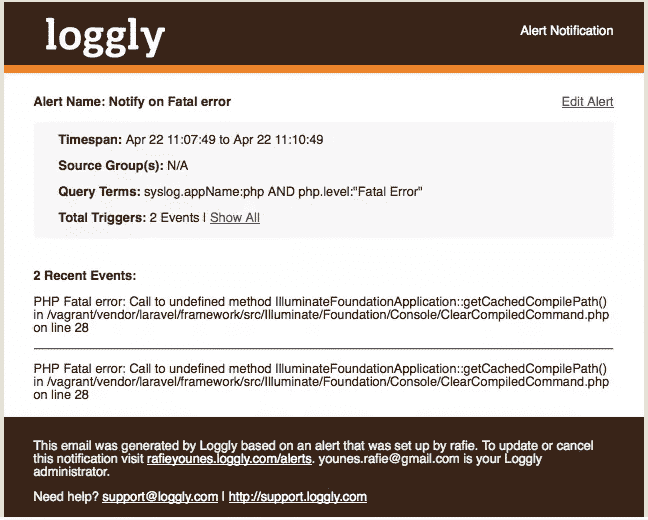 loggly
Alert Notification
Alert Name: Notify on Fatal error
Edit Alert
Timespan: Apr 22 11:07:49 to Apr 22 11:10:49
Source Group(s): N/A
Query Terms: syslog.appName:php AND php.level:"Fatal Error"
Total Triggers: 2 Events | Show All
2 Recent Events:
PHP Fatal error: Call to undefined method IlluminateFoundationApplication::getCachedCompilePath()
in /vagrant/vendor/laravel/framework/src/Illuminate/Foundation/Console/ClearCompiledCommand.php
on line 28
PHP Fatal error: Call to undefined method IlluminateFoundationApplication::getCachedCompilePath()
in /vagrant/vendor/laravel/framework/src/Illuminate/Foundation/Console/ClearCompiledCommand.php
on line 28
This email was generated by Loggly based on an alert that was set up by rafie. To update or cancel
this notification visit rafieyounes.loggly.com/alerts. younes.rafie@gmail.com is your Loggly
administrator.
Need help? support@loggly.com | http://support.loggly.com